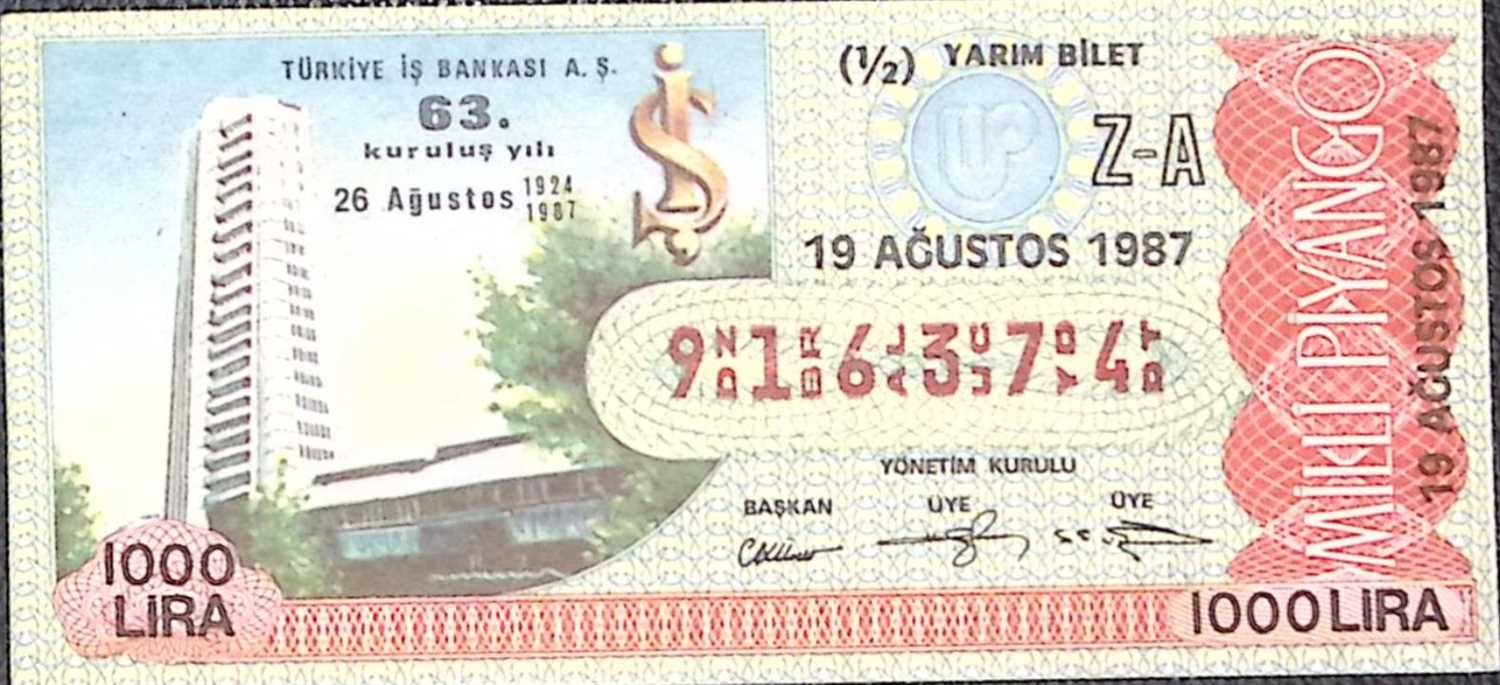 TÜRKİYE İŞ BANKASI A. Ş.
63.
kuruluş yılı
26 Ağustos 1924
1987
İŞ
(½) YARIM BİLET
Z-A
19 AĞUSTOS 1987
9 1 6 3 7 4
YÖNETİM KURULU
BAŞKAN ÜYE ÜYE
MİLLİ PİYANGO
19 AĞUSTOS 1987
1000
LİRA
1000 LİRA